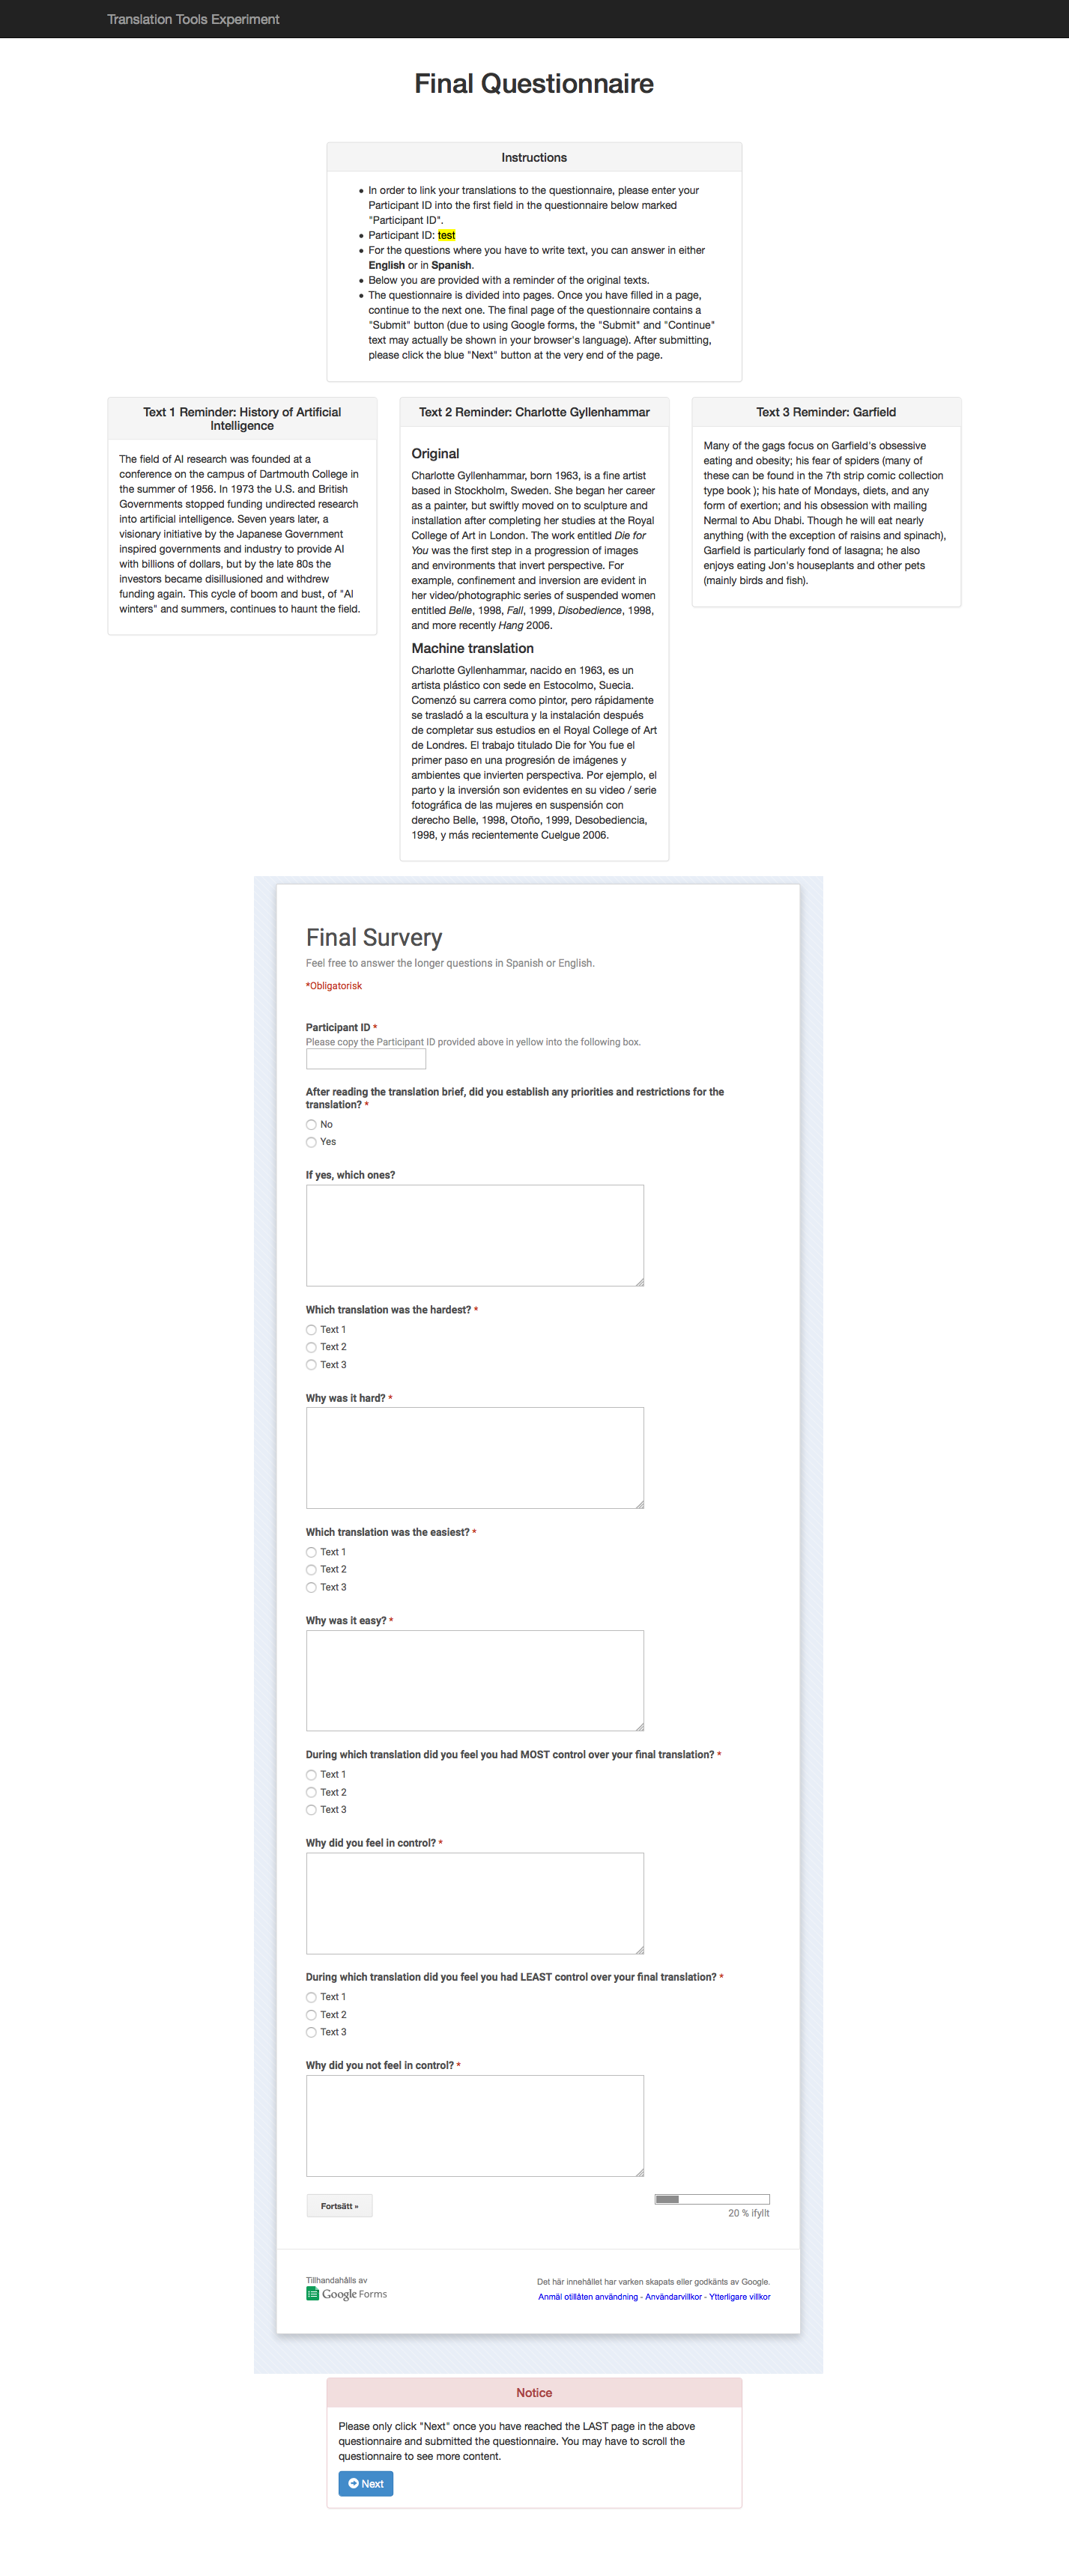 Translation Tools Experiment
Final Questionnaire
Instructions
• In order to link your translations to the questionnaire, please enter your
Participant ID into the first field in the questionnaire below marked
"Participant ID".
• Participant ID: test
• For the questions where you have to write text, you can answer in either
English or in Spanish.
• Below you are provided with a reminder of the original texts.
• The questionnaire is divided into pages. Once you have filled in a page,
continue to the next one. The final page of the questionnaire contains a
"Submit" button (due to using Google forms, the "Submit" and "Continue"
text may actually be shown in your browser's language). After submitting,
please click the blue "Next" button at the very end of the page.
Text 1 Reminder: History of Artificial
Intelligence
The field of AI research was founded at a
conference on the campus of Dartmouth College in
the summer of 1956. In 1973 the U.S. and British
Governments stopped funding undirected research
into artificial intelligence. Seven years later, a
visionary initiative by the Japanese Government
inspired governments and industry to provide AI
with billions of dollars, but by the late 80s the
investors became disillusioned and withdrew
funding again. This cycle of boom and bust, of "AI
winters" and summers, continues to haunt the field.
Text 2 Reminder: Charlotte Gyllenhammar
Original
Charlotte Gyllenhammar, born 1963, is a fine artist
based in Stockholm, Sweden. She began her career
as a painter, but swiftly moved on to sculpture and
installation after completing her studies at the Royal
College of Art in London. The work entitled Die for
You was the first step in a progression of images
and environments that invert perspective. For
example, confinement and inversion are evident in
her video/photographic series of suspended women
entitled Belle, 1998, Fall, 1999, Disobedience, 1998,
and more recently Hang 2006.
Machine translation
Charlotte Gyllenhammar, nacido en 1963, es un
artista plástico con sede en Estocolmo, Suecia.
Comenzó su carrera como pintor, pero rápidamente
se trasladó a la escultura y la instalación después
de completar sus estudios en el Royal College of Art
de Londres. El trabajo titulado Die for You fue el
primer paso en una progresión de imágenes y
ambientes que invierten perspectiva. Por ejemplo, el
parto y la inversión son evidentes en su video / serie
fotográfica de las mujeres en suspensión con
derecho Belle, 1998, Otoño, 1999, Desobediencia,
1998, y más recientemente Cuelgue 2006.
Text 3 Reminder: Garfield
Many of the gags focus on Garfield's obsessive
eating and obesity; his fear of spiders (many of
these can be found in the 7th strip comic collection
type book ); his hate of Mondays, diets, and any
form of exertion; and his obsession with mailing
Nermal to Abu Dhabi. Though he will eat nearly
anything (with the exception of raisins and spinach),
Garfield is particularly fond of lasagna; he also
enjoys eating Jon's houseplants and other pets
(mainly birds and fish).
Final Survery
Feel free to answer the longer questions in Spanish or English.
*Obligatorisk
Participant ID *
Please copy the Participant ID provided above in yellow into the following box.
After reading the translation brief, did you establish any priorities and restrictions for the
translation? *
No
Yes
If yes, which ones?
Which translation was the hardest? *
Text 1
Text 2
Text 3
Why was it hard? *
Which translation was the easiest? *
Text 1
Text 2
Text 3
Why was it easy? *
During which translation did you feel you had MOST control over your final translation? *
Text 1
Text 2
Text 3
Why did you feel in control? *
During which translation did you feel you had LEAST control over your final translation? *
Text 1
Text 2
Text 3
Why did you not feel in control? *
Fortsätt »
20 % ifyllt
Tillhandahålls av
Google Forms
Det här innehållet har varken skapats eller godkänts av Google.
Anmäl otillåten användning - Användarvillkor - Ytterligare villkor
Notice
Please only click "Next" once you have reached the LAST page in the above
questionnaire and submitted the questionnaire. You may have to scroll the
questionnaire to see more content.
Next